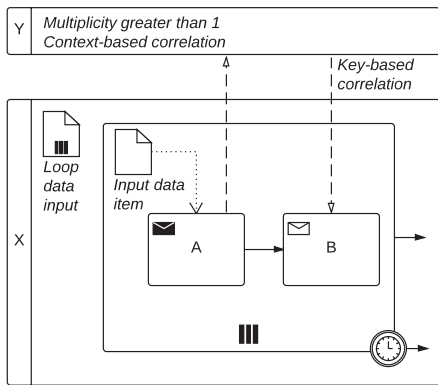 Y
Multiplicity greater than 1
Context-based correlation
Key-based
correlation
X
Loop
data
input
Input data
item
A
B